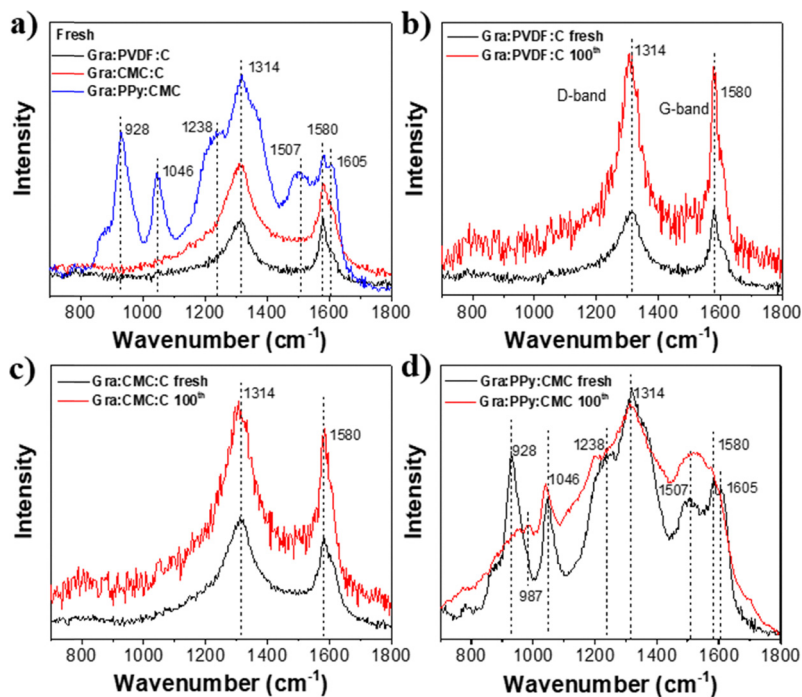 a)
Fresh
Gra:PVDF:C
Gra:CMC:C
Gra:PPy:CMC
928
1046
1238
1314
1507
1580
1605
Intensity
800 1000 1200 1400 1600 1800
Wavenumber (cm⁻¹)
b)
Gra:PVDF:C fresh
Gra:PVDF:C 100ᵗʰ
1314
D-band
G-band
1580
Intensity
800 1000 1200 1400 1600 1800
Wavenumber (cm⁻¹)
c)
Gra:CMC:C fresh
Gra:CMC:C 100ᵗʰ
1314
1580
Intensity
800 1000 1200 1400 1600 1800
Wavenumber (cm⁻¹)
d)
Gra:PPy:CMC fresh
Gra:PPy:CMC 100ᵗʰ
1314
928
987
1046
1238
1507
1580
1605
Intensity
800 1000 1200 1400 1600 1800
Wavenumber (cm⁻¹)